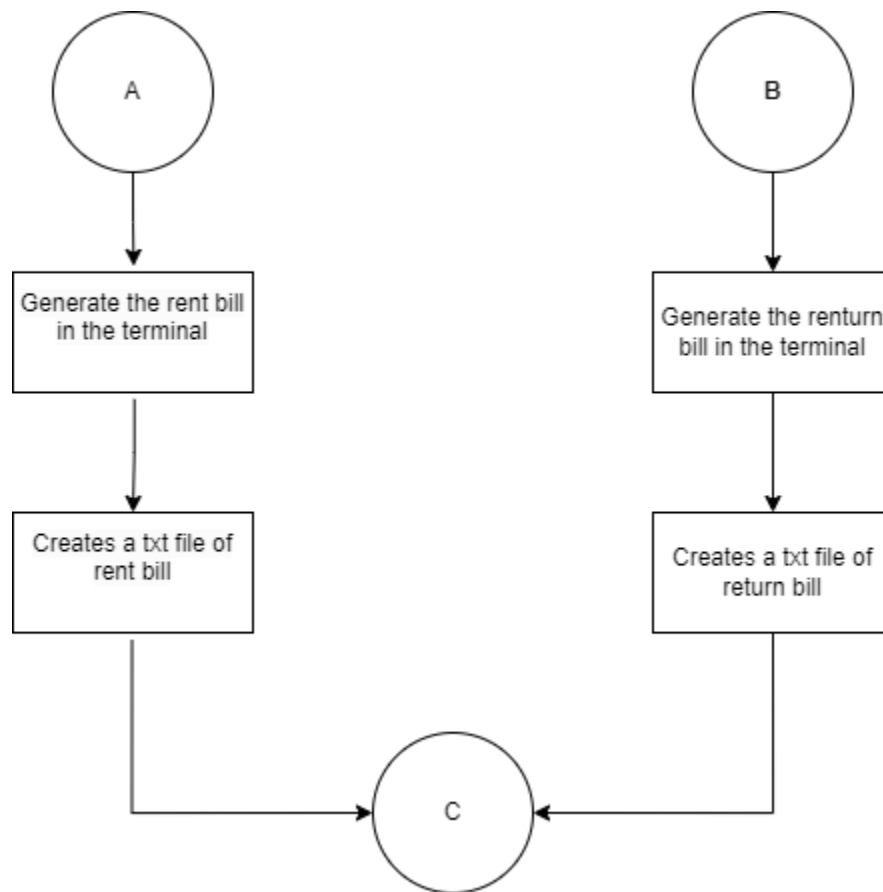 A
B
Generate the rent bill
in the terminal
Generate the renturn
bill in the terminal
Creates a txt file of
rent bill
Creates a txt file of
return bill
C